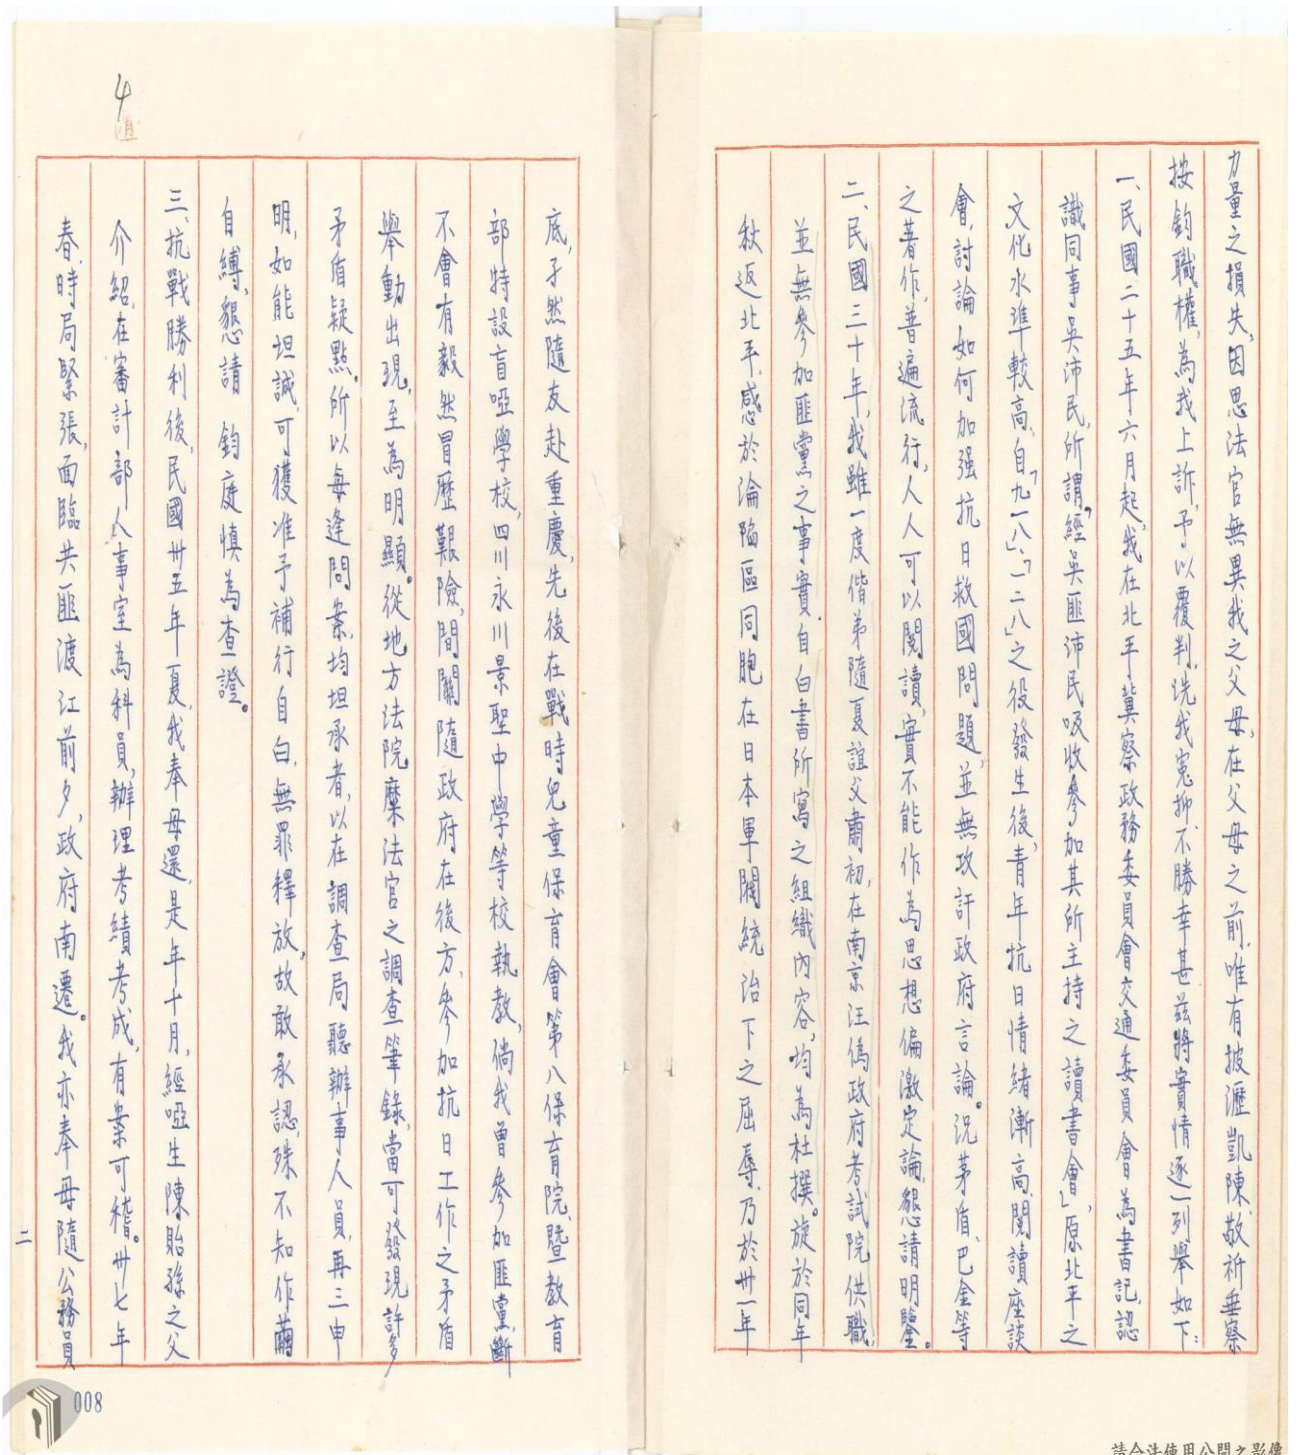 力量之損失,因思法官無異我之父母,在父母之前,唯有披瀝凱陳,敬祈垂察
按鈞職權,為我上訴,予以覆判,洗我冤抑,不勝幸甚茲將實情逐一列舉如下:
一、民國二十五年六月起,我在北平冀察政務委員會交通委員會為書記,認
識同事吳沛民,所謂「經吳匪沛民吸收參加其所主持之讀書會」,原北平之
文化水準較高,自「九一八」、「一二八」之役發生後,青年抗日情緒漸高,閱讀座談
會,討論如何加强抗日救國問題,並無攻訐政府言論。況茅盾、巴金等
之著作,普遍流行,人人可以閱讀,實不能作為思想偏激定論,懇請明鑒。
二、民國三十年,我雖一度偕弟隨夏誼父肅初,在南京汪偽政府考試院供職,
並無參加匪黨之事實,自白書所寫之組織內容,均為杜撰。旋於同年
秋返北平,感於淪陷區同胞在日本軍閥統治下之屈辱,乃於卅一年
底,孑然隨友赴重慶,先後在戰時兒童保育會第八保育院,暨教育
部特設盲啞學校,四川永川景聖中學等校執教,倘我曾參加匪黨,斷
不會有毅然冒歷艱險,間關隨政府在後方,參加抗日工作之矛盾
舉動出現,至為明顯。從地方法院糜法官之調查筆錄,當可發現許多
矛盾疑點。所以每逢問案,均坦承者,以在調查局聽辦事人員,再三申
明,如能坦誠,可獲准予補行自白,無罪釋放,故敢承認,殊不知作繭
自縛,懇請 鈞庭慎為查證。
三、抗戰勝利後,民國卅五年夏,我奉母還,是年十月,經啞生陳貽孫之父
介紹,在審計部人事室為科員,辦理考績考成,有案可稽。卅七年
春,時局緊張,面臨共匪渡江前夕,政府南遷。我亦奉母隨公務員
二
4
008
請合法使用公開之影像